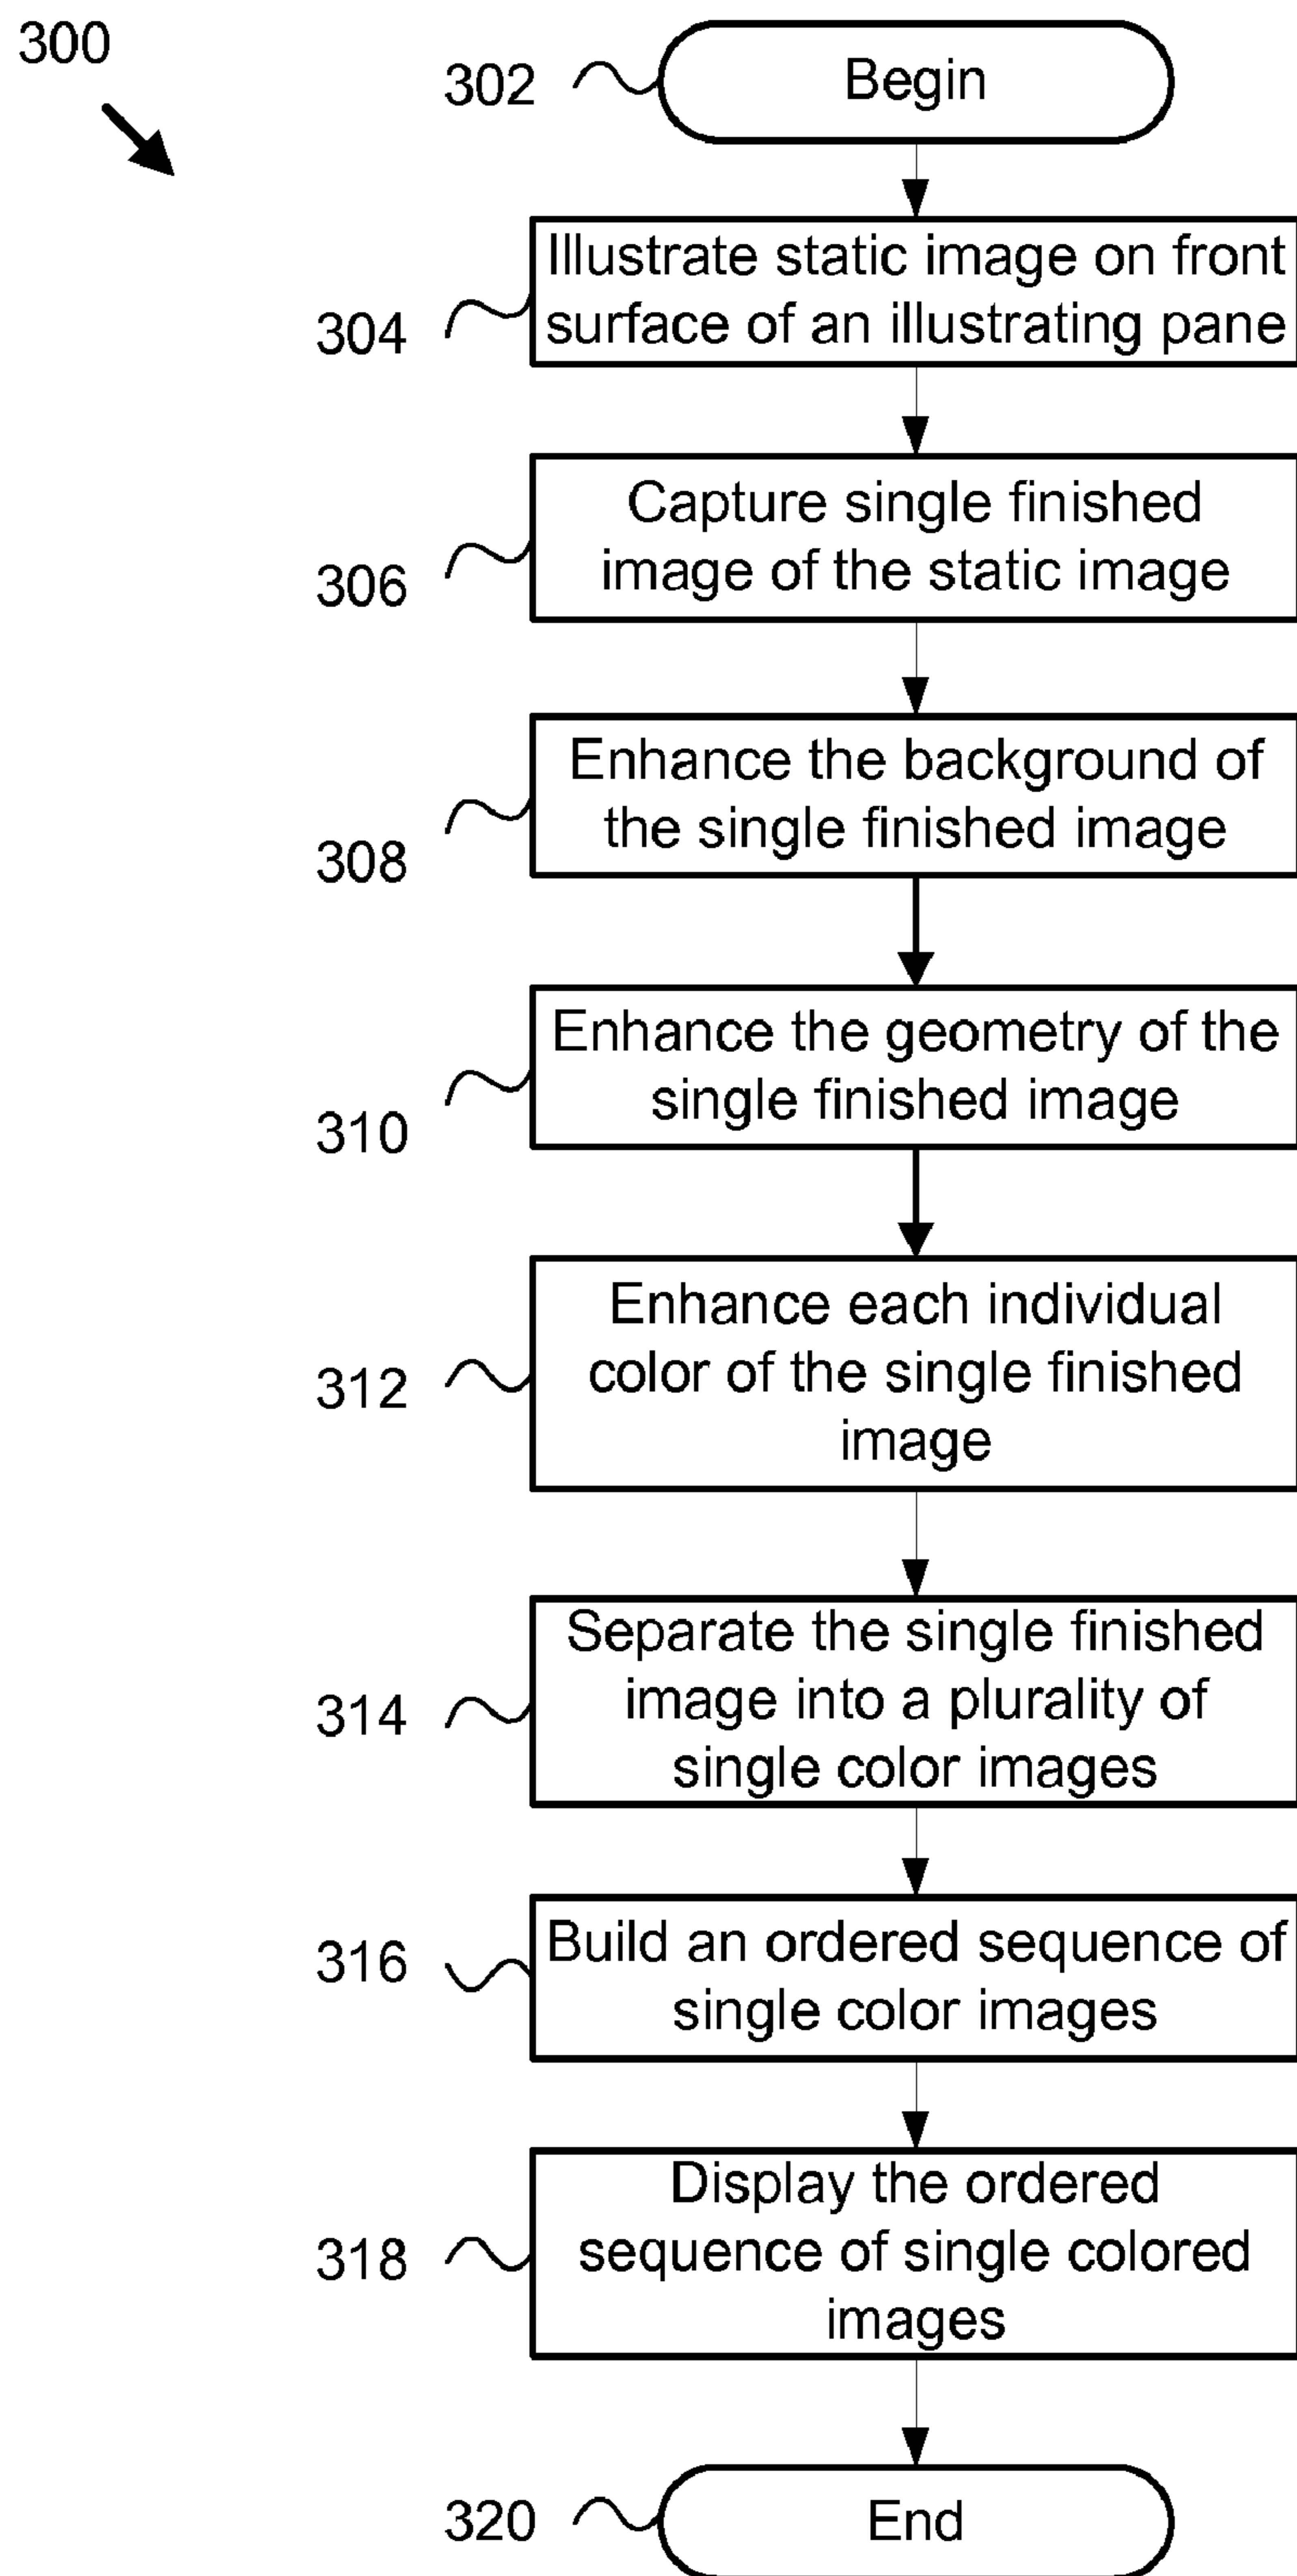 300
302
Begin
304
Illustrate static image on front
surface of an illustrating pane
306
Capture single finished
image of the static image
308
Enhance the background of
the single finished image
310
Enhance the geometry of the
single finished image
312
Enhance each individual
color of the single finished
image
314
Separate the single finished
image into a plurality of
single color images
316
Build an ordered sequence of
single color images
318
Display the ordered
sequence of single colored
images
320
End